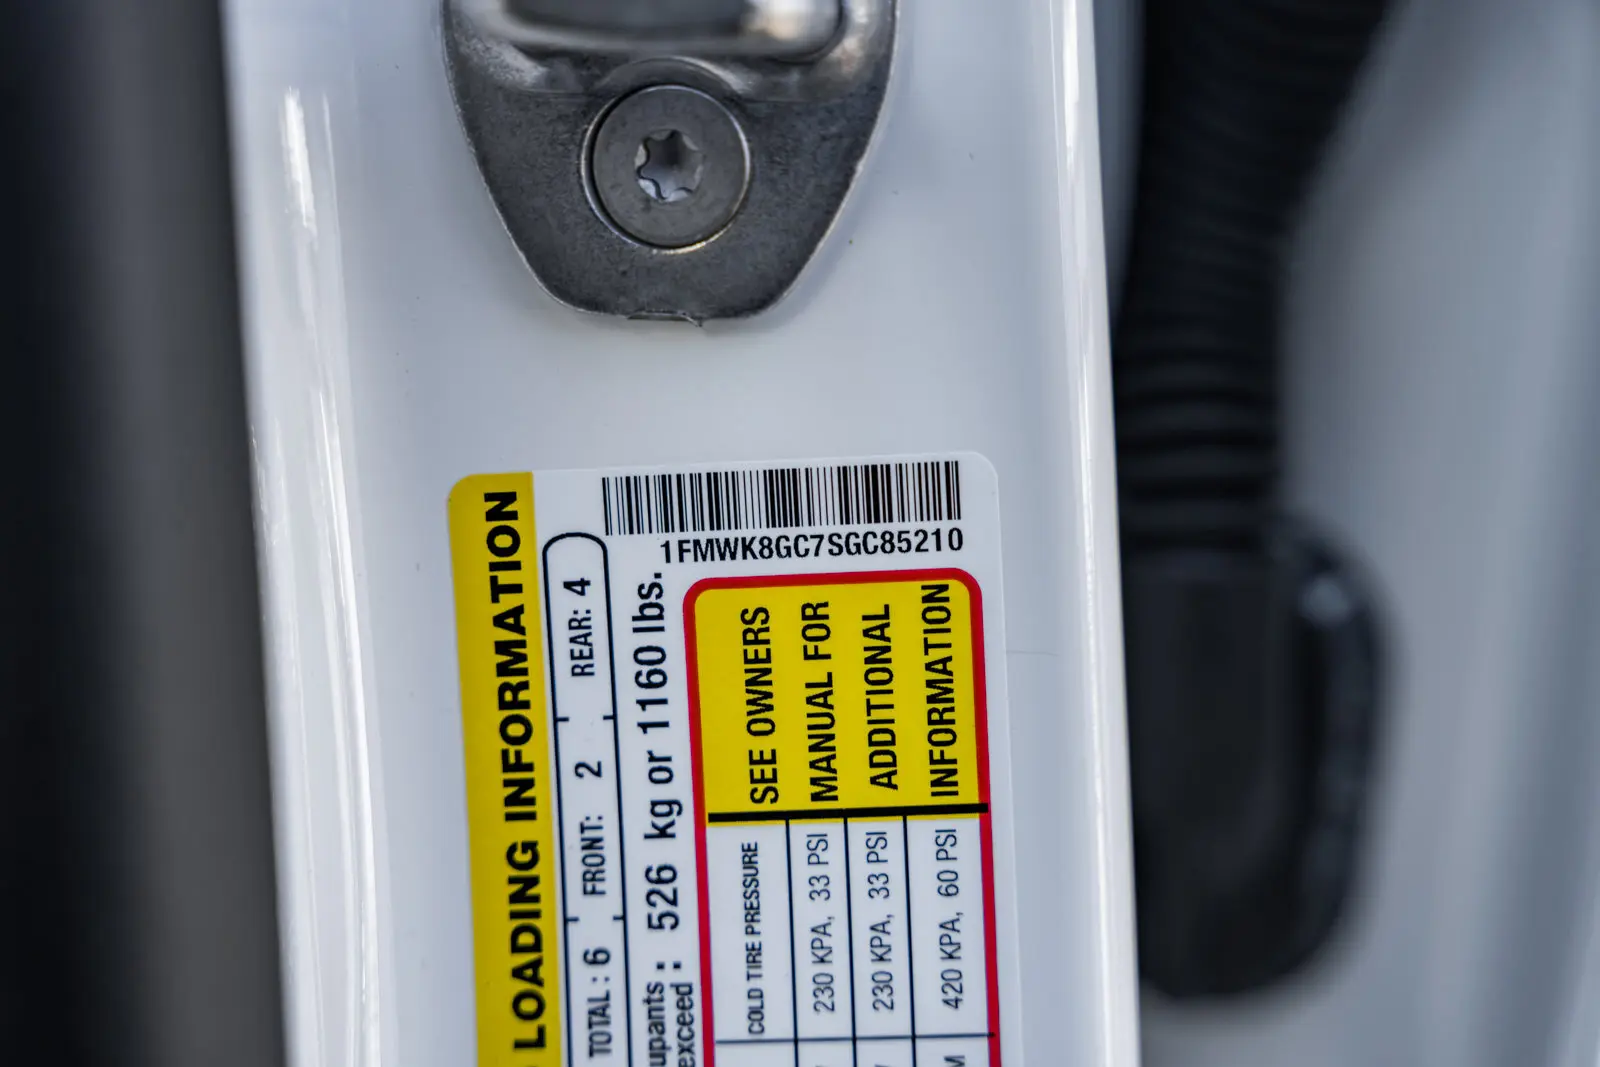 1FMWK8GC7SGC85210
LOADING INFORMATION
TOTAL: 6 FRONT: 2 REAR: 4
upants : 526 kg or 1160 lbs.
exceed :
COLD TIRE PRESSURE
230 KPA, 33 PSI
230 KPA, 33 PSI
420 KPA, 60 PSI
SEE OWNERS
MANUAL FOR
ADDITIONAL
INFORMATION